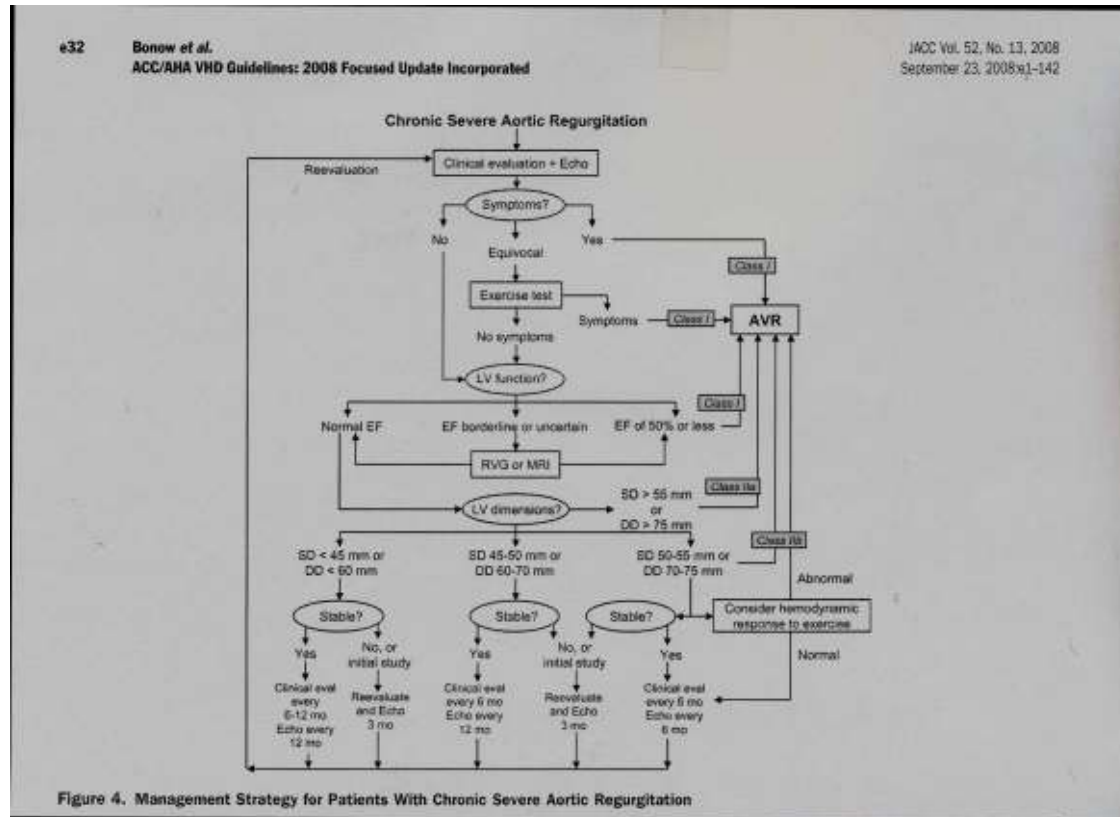 e32
Bonow et al.
ACC/AHA VHD Guidelines: 2008 Focused Update Incorporated
JACC Vol. 52, No. 13, 2008
September 23, 2008:e1–142
Chronic Severe Aortic Regurgitation
Reevaluation
Clinical evaluation + Echo
Symptoms?
No
Equivocal
Yes
Class I
Exercise test
Symptoms
Class I
AVR
No symptoms
LV function?
Class I
Normal EF
EF borderline or uncertain
EF of 50% or less
RVG or MRI
Class IIa
LV dimensions?
SD > 55 mm
or
DD > 75 mm
Class IIb
SD < 45 mm or
DD < 60 mm
SD 45-50 mm or
DD 60-70 mm
SD 50-55 mm or
DD 70-75 mm
Abnormal
Stable?
Stable?
Stable?
Consider hemodynamic
response to exercise
Normal
Yes
No, or
initial study
Yes
No, or
initial study
Yes
Clinical eval
every
6-12 mo
Echo every
12 mo
Reevaluate
and Echo
3 mo
Clinical eval
every 6 mo
Echo every
12 mo
Reevaluate
and Echo
3 mo
Clinical eval
every 6 mo
Echo every
6 mo
Figure 4. Management Strategy for Patients With Chronic Severe Aortic Regurgitation